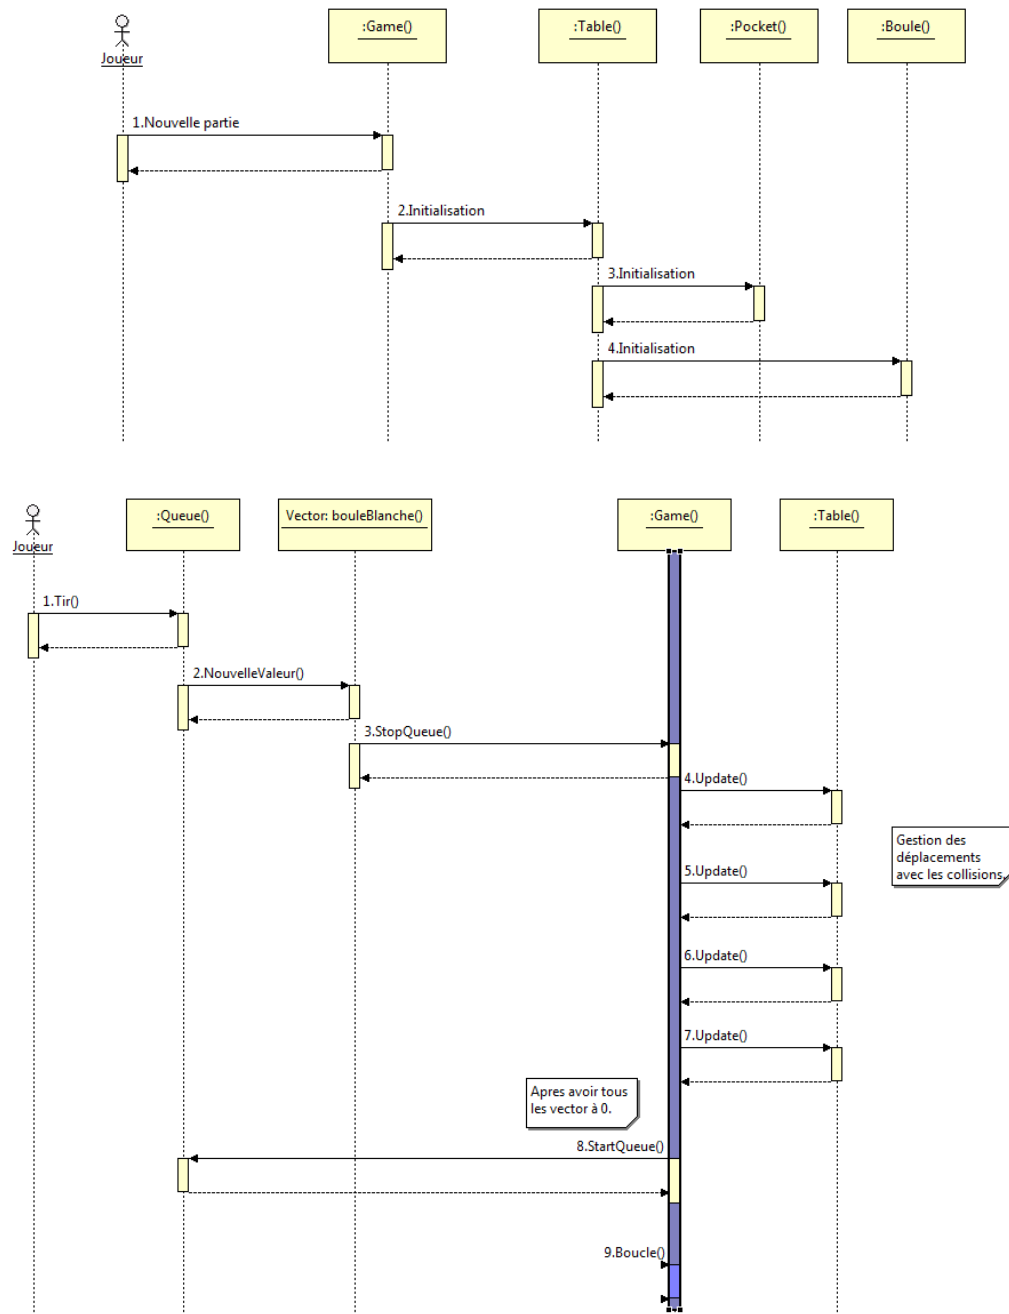 :Game()
:Table()
:Pocket()
:Boule()
Joueur
1.Nouvelle partie
2.Initialisation
3.Initialisation
4.Initialisation
:Queue()
Vector: bouleBlanche()
:Game()
:Table()
Joueur
1.Tir()
2.NouvelleValeur()
3.StopQueue()
4.Update()
Gestion des
déplacements
avec les collisions.
5.Update()
6.Update()
7.Update()
Apres avoir tous
les vector à 0.
8.StartQueue()
9.Boucle()